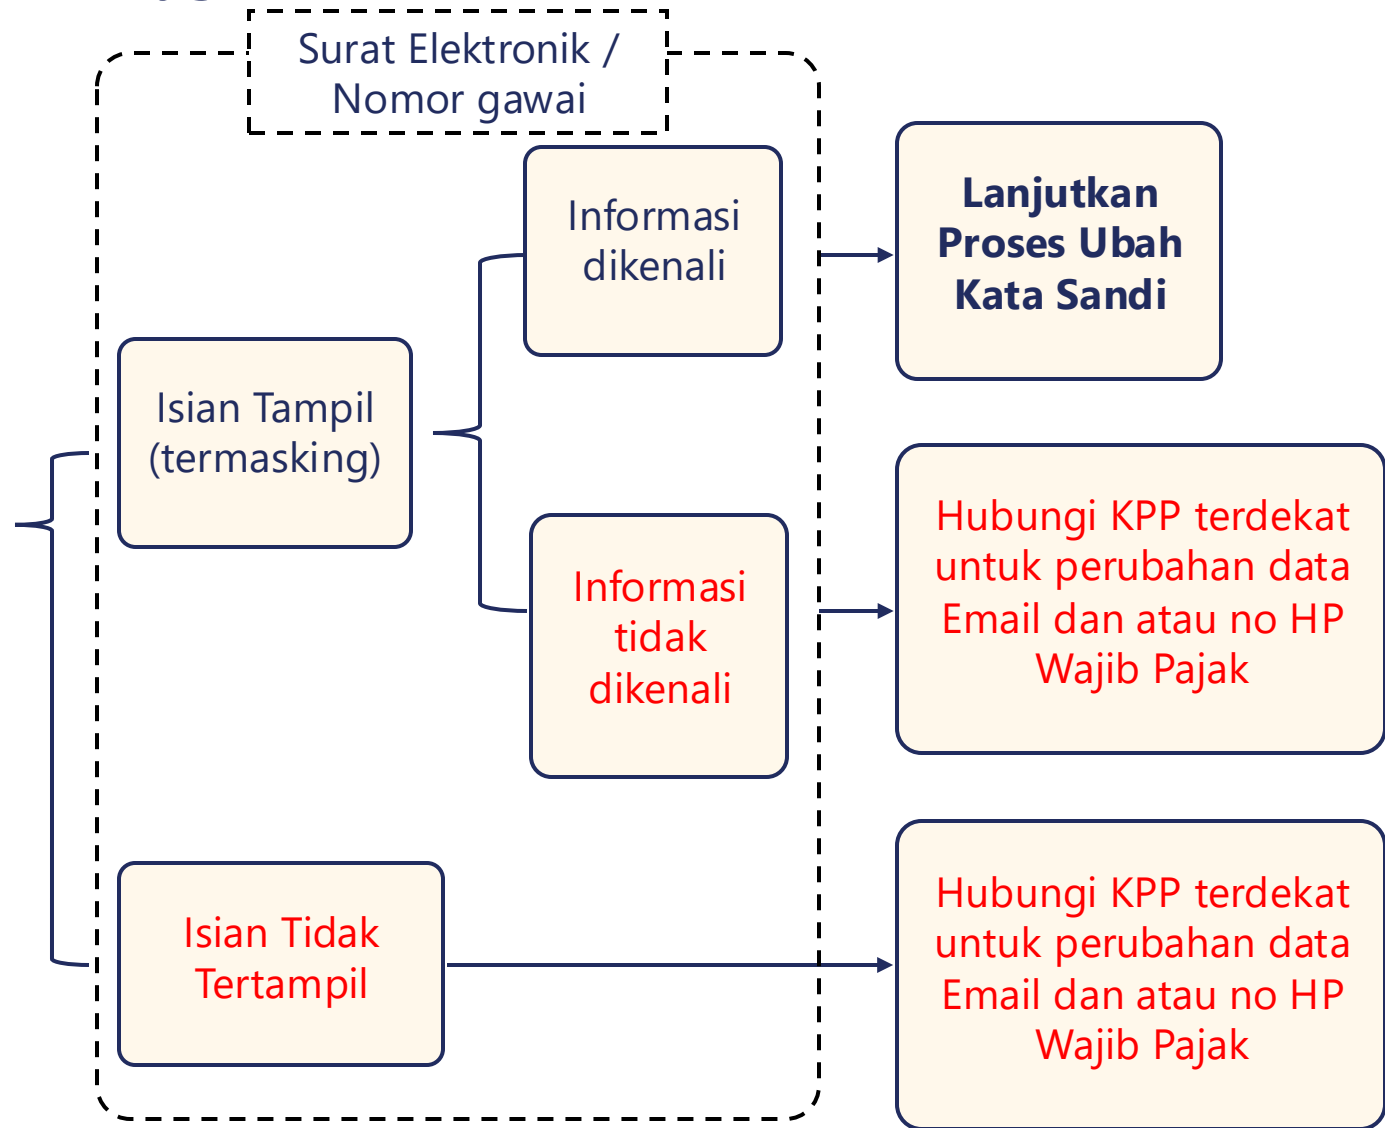 Surat Elektronik /
Nomor gawai
Informasi
dikenali
Lanjutkan
Proses Ubah
Kata Sandi
Isian Tampil
(termasking)
Informasi
tidak
dikenali
Hubungi KPP terdekat
untuk perubahan data
Email dan atau no HP
Wajib Pajak
Isian Tidak
Tertampil
Hubungi KPP terdekat
untuk perubahan data
Email dan atau no HP
Wajib Pajak